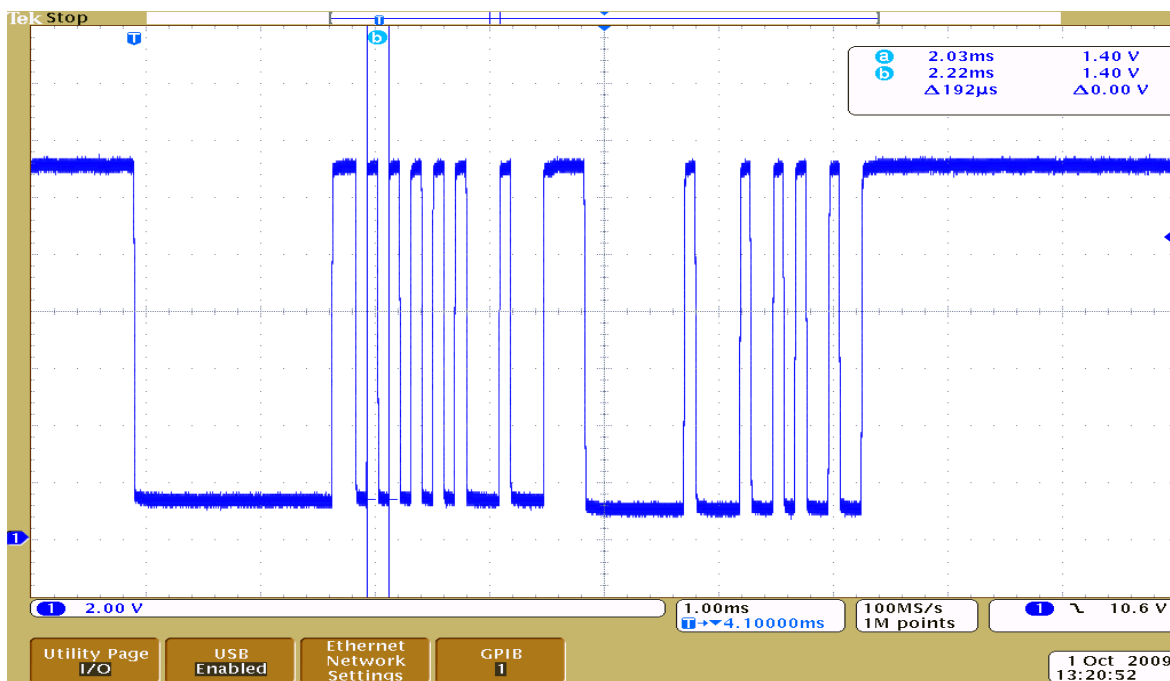 Tek Stop
T
T
b
a 2.03ms 1.40 V
b 2.22ms 1.40 V
Δ192µs Δ0.00 V
1
1 2.00 V
1.00ms
T→▼4.10000ms
100MS/s
1M points
1 10.6 V
Utility Page
I/O
USB
Enabled
Ethernet
Network
Settings
GPIB
1
1 Oct 2009
13:20:52